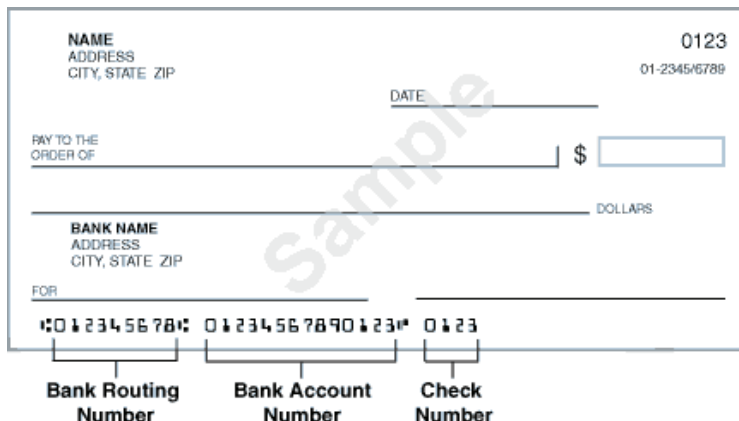 NAME
ADDRESS
CITY, STATE ZIP
0123
01-2345/6789
DATE
PAY TO THE
ORDER OF
$
DOLLARS
Sample
BANK NAME
ADDRESS
CITY, STATE ZIP
FOR
⑆012345678⑆ 01234567890123⑈ 0123
Bank Routing Number
Bank Account Number
Check Number